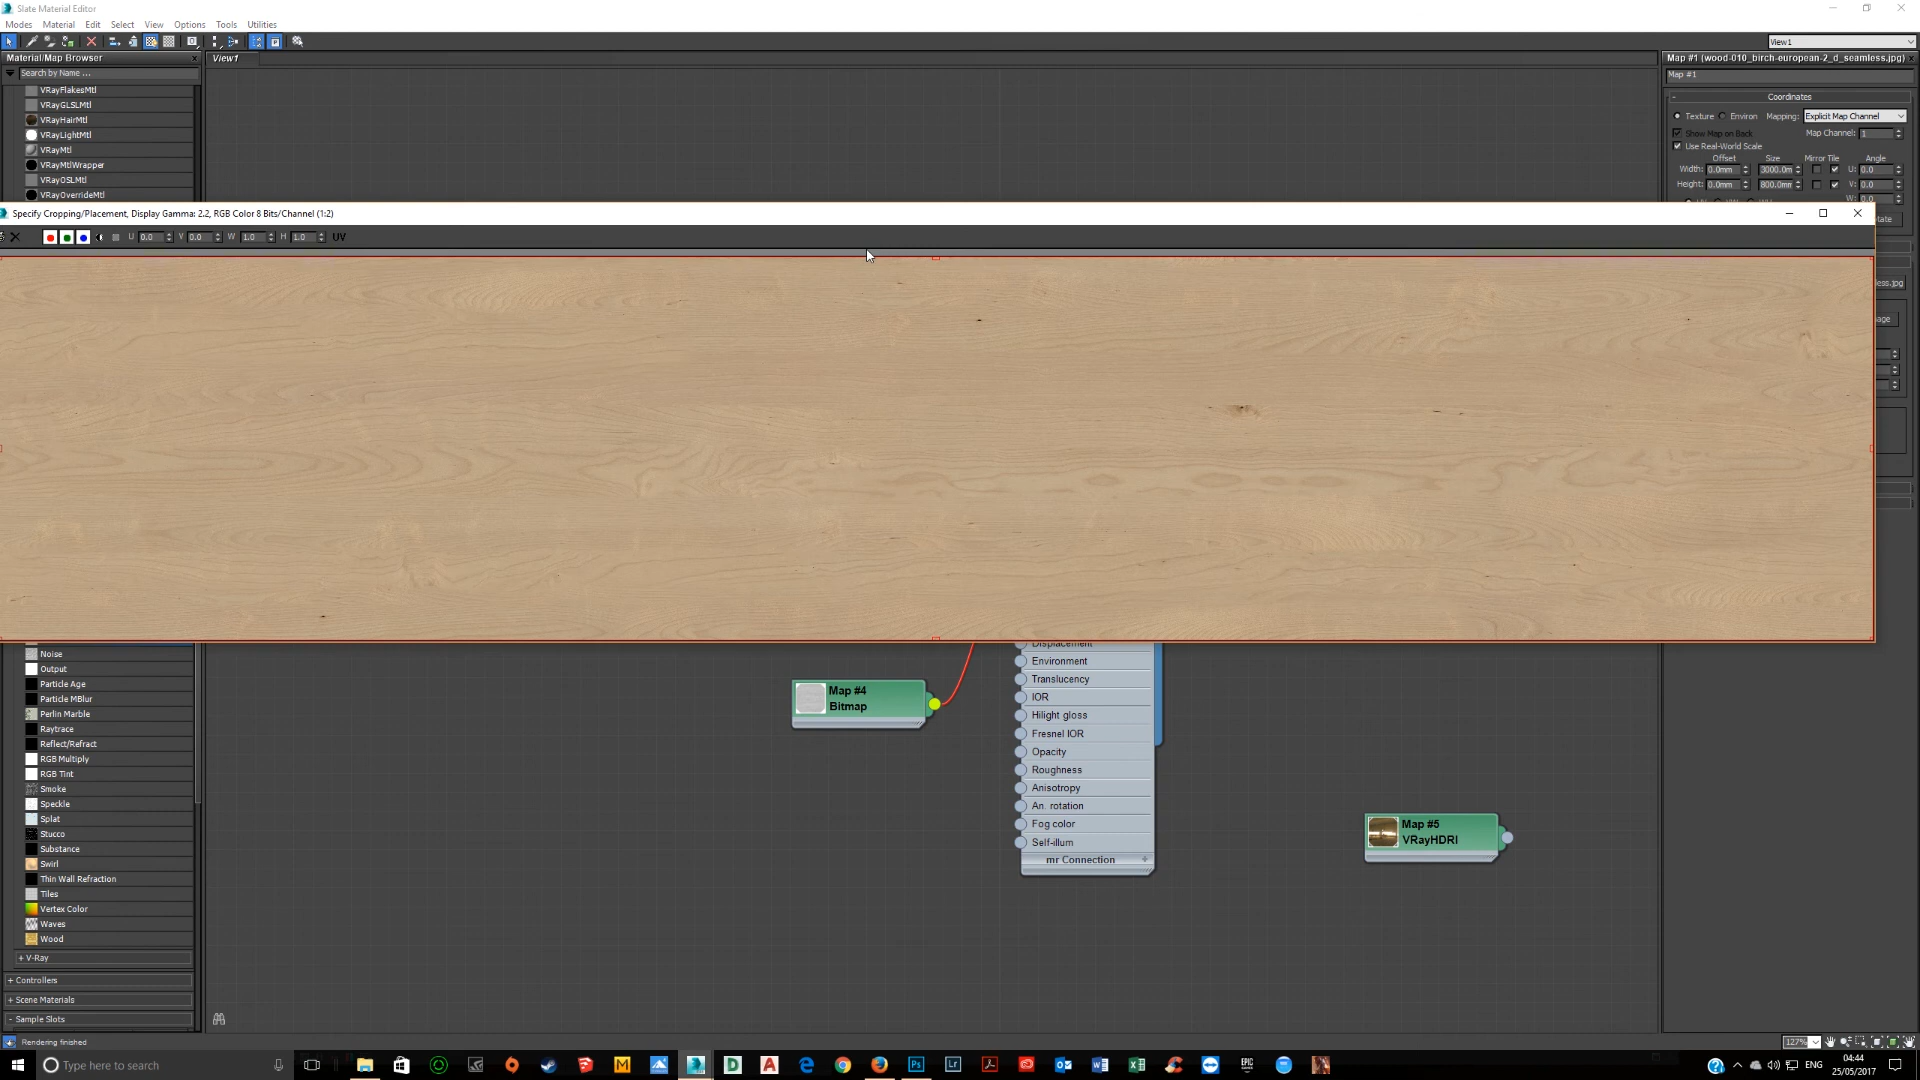 Slate Material Editor
Modes Material Edit Select View Options Tools Utilities
View1
Material/Map Browser
View1
Map #1 (wood-010_birch-european-2_d_seamless.jpg)
Search by Name ...
Map #1
VRayFlakesMtl
VRayGLSLMtl
VRayHairMtl
VRayLightMtl
VRayMtl
VRayMtlWrapper
VRayOSLMtl
VRayOverrideMtl
- Coordinates
Texture Environ Mapping: Explicit Map Channel
Show Map on Back Map Channel: 1
Use Real-World Scale
Offset Size Mirror Tile Angle
Width: 0.0mm 3000.0m U: 0.0
Height: 0.0mm 800.0mm V: 0.0
W: 0.0
Specify Cropping/Placement, Display Gamma: 2.2, RGB Color 8 Bits/Channel (1:2)
U 0.0 V 0.0 W 1.0 H 1.0 UV
ess.jpg
Noise
Output
Particle Age
Particle MBlur
Perlin Marble
Raytrace
Reflect/Refract
RGB Multiply
RGB Tint
Smoke
Speckle
Splat
Stucco
Substance
Swirl
Thin Wall Refraction
Tiles
Vertex Color
Waves
Wood
+ V-Ray
+ Controllers
+ Scene Materials
- Sample Slots
Map #4
Bitmap
Displacement
Environment
Translucency
IOR
Hilight gloss
Fresnel IOR
Opacity
Roughness
Anisotropy
An. rotation
Fog color
Self-illum
mr Connection +
Map #5
VRayHDRI
Rendering finished
127%
Type here to search
ENG
04:44
25/05/2017